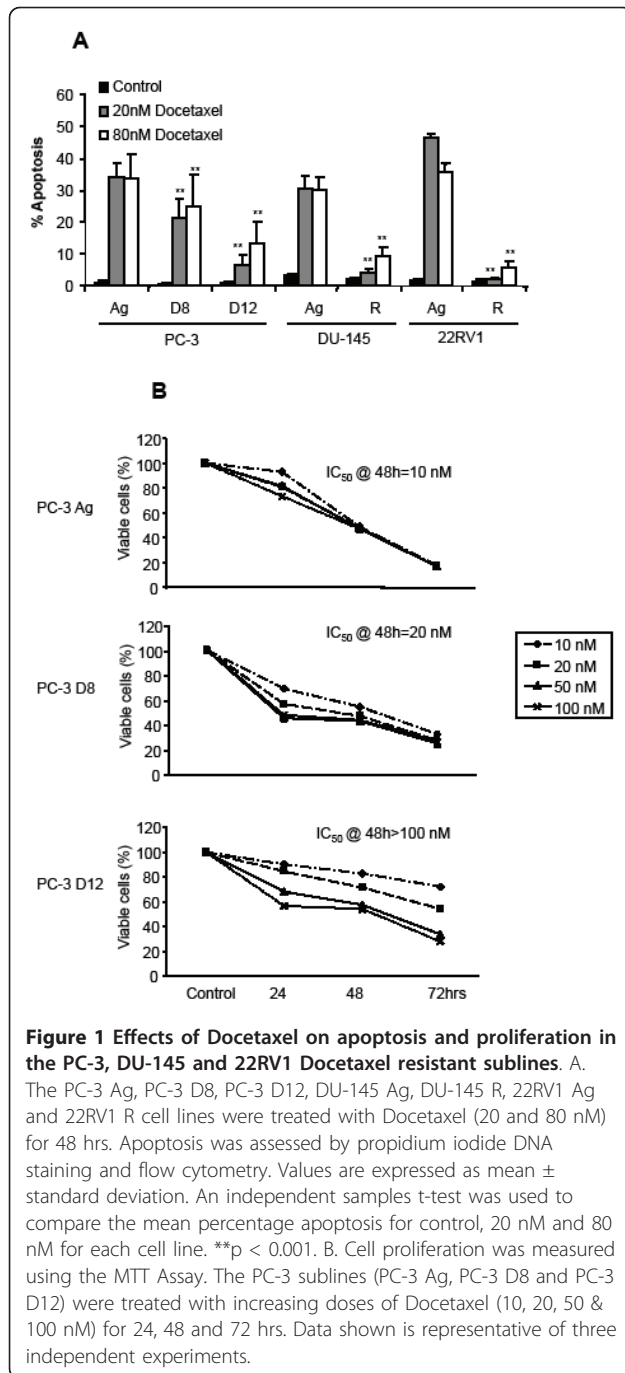 A
Control
20nM Docetaxel
80nM Docetaxel
% Apoptosis
60
50
40
30
20
10
0
** ** ** ** ** ** ** **
Ag D8 D12 Ag R Ag R
PC-3 DU-145 22RV1
B
PC-3 Ag
Viable cells (%)
120
100
80
60
40
20
0
IC50 @ 48h=10 nM
PC-3 D8
Viable cells (%)
120
100
80
60
40
20
0
IC50 @ 48h=20 nM
10 nM
20 nM
50 nM
100 nM
PC-3 D12
Viable cells (%)
120
100
80
60
40
20
0
IC50 @ 48h>100 nM
Control 24 48 72hrs
Figure 1 Effects of Docetaxel on apoptosis and proliferation in
the PC-3, DU-145 and 22RV1 Docetaxel resistant sublines. A.
The PC-3 Ag, PC-3 D8, PC-3 D12, DU-145 Ag, DU-145 R, 22RV1 Ag
and 22RV1 R cell lines were treated with Docetaxel (20 and 80 nM)
for 48 hrs. Apoptosis was assessed by propidium iodide DNA
staining and flow cytometry. Values are expressed as mean ±
standard deviation. An independent samples t-test was used to
compare the mean percentage apoptosis for control, 20 nM and 80
nM for each cell line. **p < 0.001. B. Cell proliferation was measured
using the MTT Assay. The PC-3 sublines (PC-3 Ag, PC-3 D8 and PC-3
D12) were treated with increasing doses of Docetaxel (10, 20, 50 &
100 nM) for 24, 48 and 72 hrs. Data shown is representative of three
independent experiments.